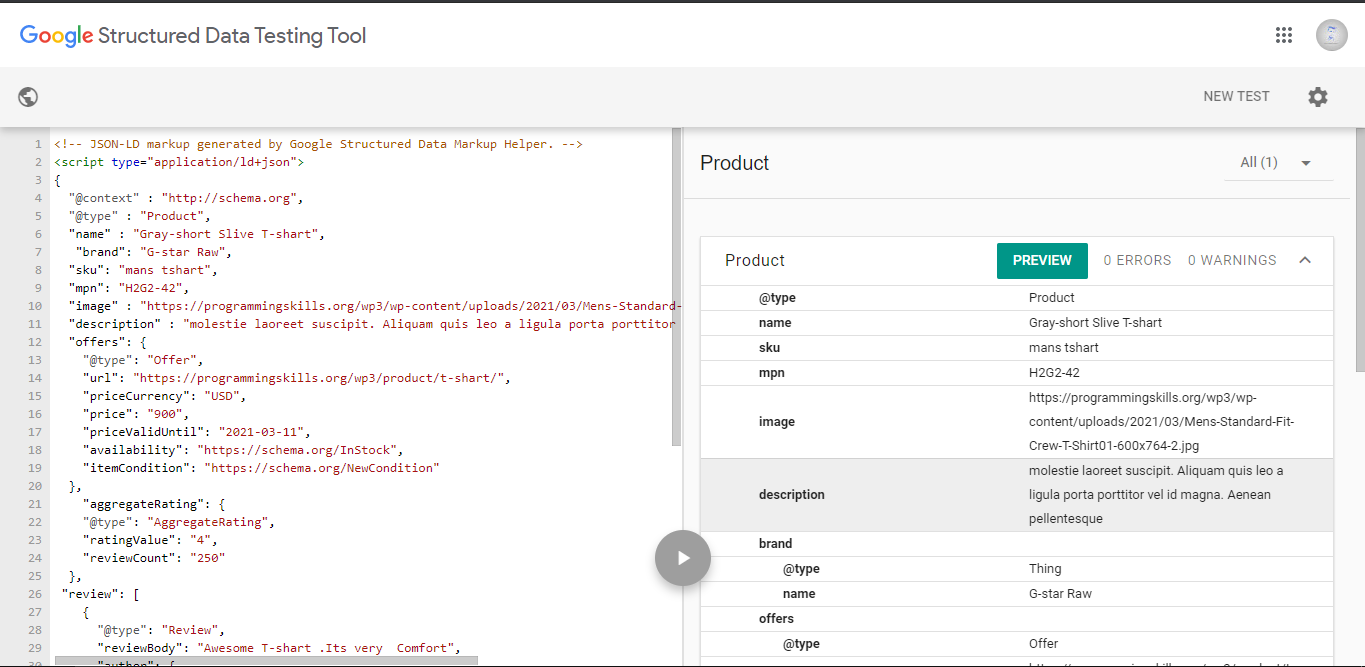 Google Structured Data Testing Tool
NEW TEST
1 <!-- JSON-LD markup generated by Google Structured Data Markup Helper. -->
2 <script type="application/ld+json">
3 {
4 "@context" : "http://schema.org",
5 "@type" : "Product",
6 "name" : "Gray-short Slive T-shart",
7 "brand": "G-star Raw",
8 "sku": "mans tshart",
9 "mpn": "H2G2-42",
10 "image" : "https://programmingskills.org/wp3/wp-content/uploads/2021/03/Mens-Standard-
11 "description" : "molestie laoreet suscipit. Aliquam quis leo a ligula porta porttitor
12 "offers": {
13 "@type": "Offer",
14 "url": "https://programmingskills.org/wp3/product/t-shart/",
15 "priceCurrency": "USD",
16 "price": "900",
17 "priceValidUntil": "2021-03-11",
18 "availability": "https://schema.org/InStock",
19 "itemCondition": "https://schema.org/NewCondition"
20 },
21 "aggregateRating": {
22 "@type": "AggregateRating",
23 "ratingValue": "4",
24 "reviewCount": "250"
25 },
26 "review": [
27 {
28 "@type": "Review",
29 "reviewBody": "Awesome T-shart .Its very  Comfort",
30 "author": {
Product
All (1)
Product
PREVIEW
0 ERRORS
0 WARNINGS
@type Product
name Gray-short Slive T-shart
sku mans tshart
mpn H2G2-42
image
https://programmingskills.org/wp3/wp-
content/uploads/2021/03/Mens-Standard-Fit-
Crew-T-Shirt01-600x764-2.jpg
description
molestie laoreet suscipit. Aliquam quis leo a
ligula porta porttitor vel id magna. Aenean
pellentesque
brand
@type Thing
name G-star Raw
offers
@type Offer